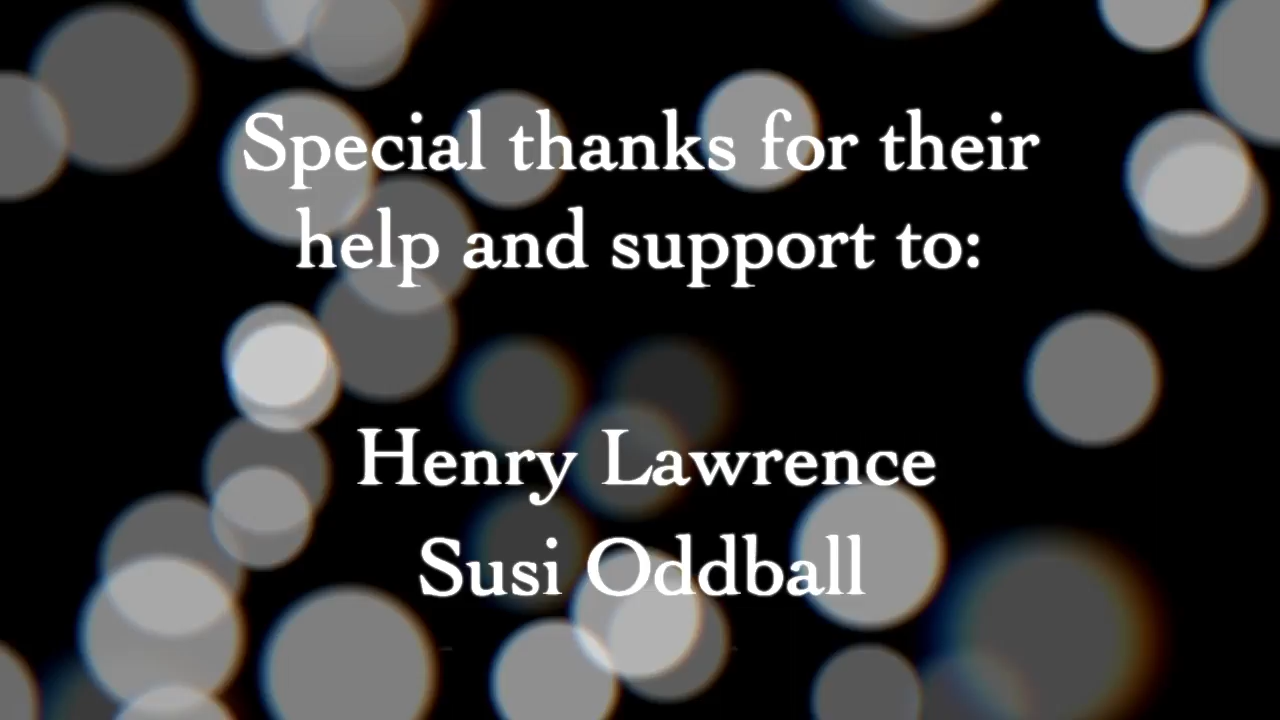 Special thanks for their
help and support to:
Henry Lawrence
Susi Oddball